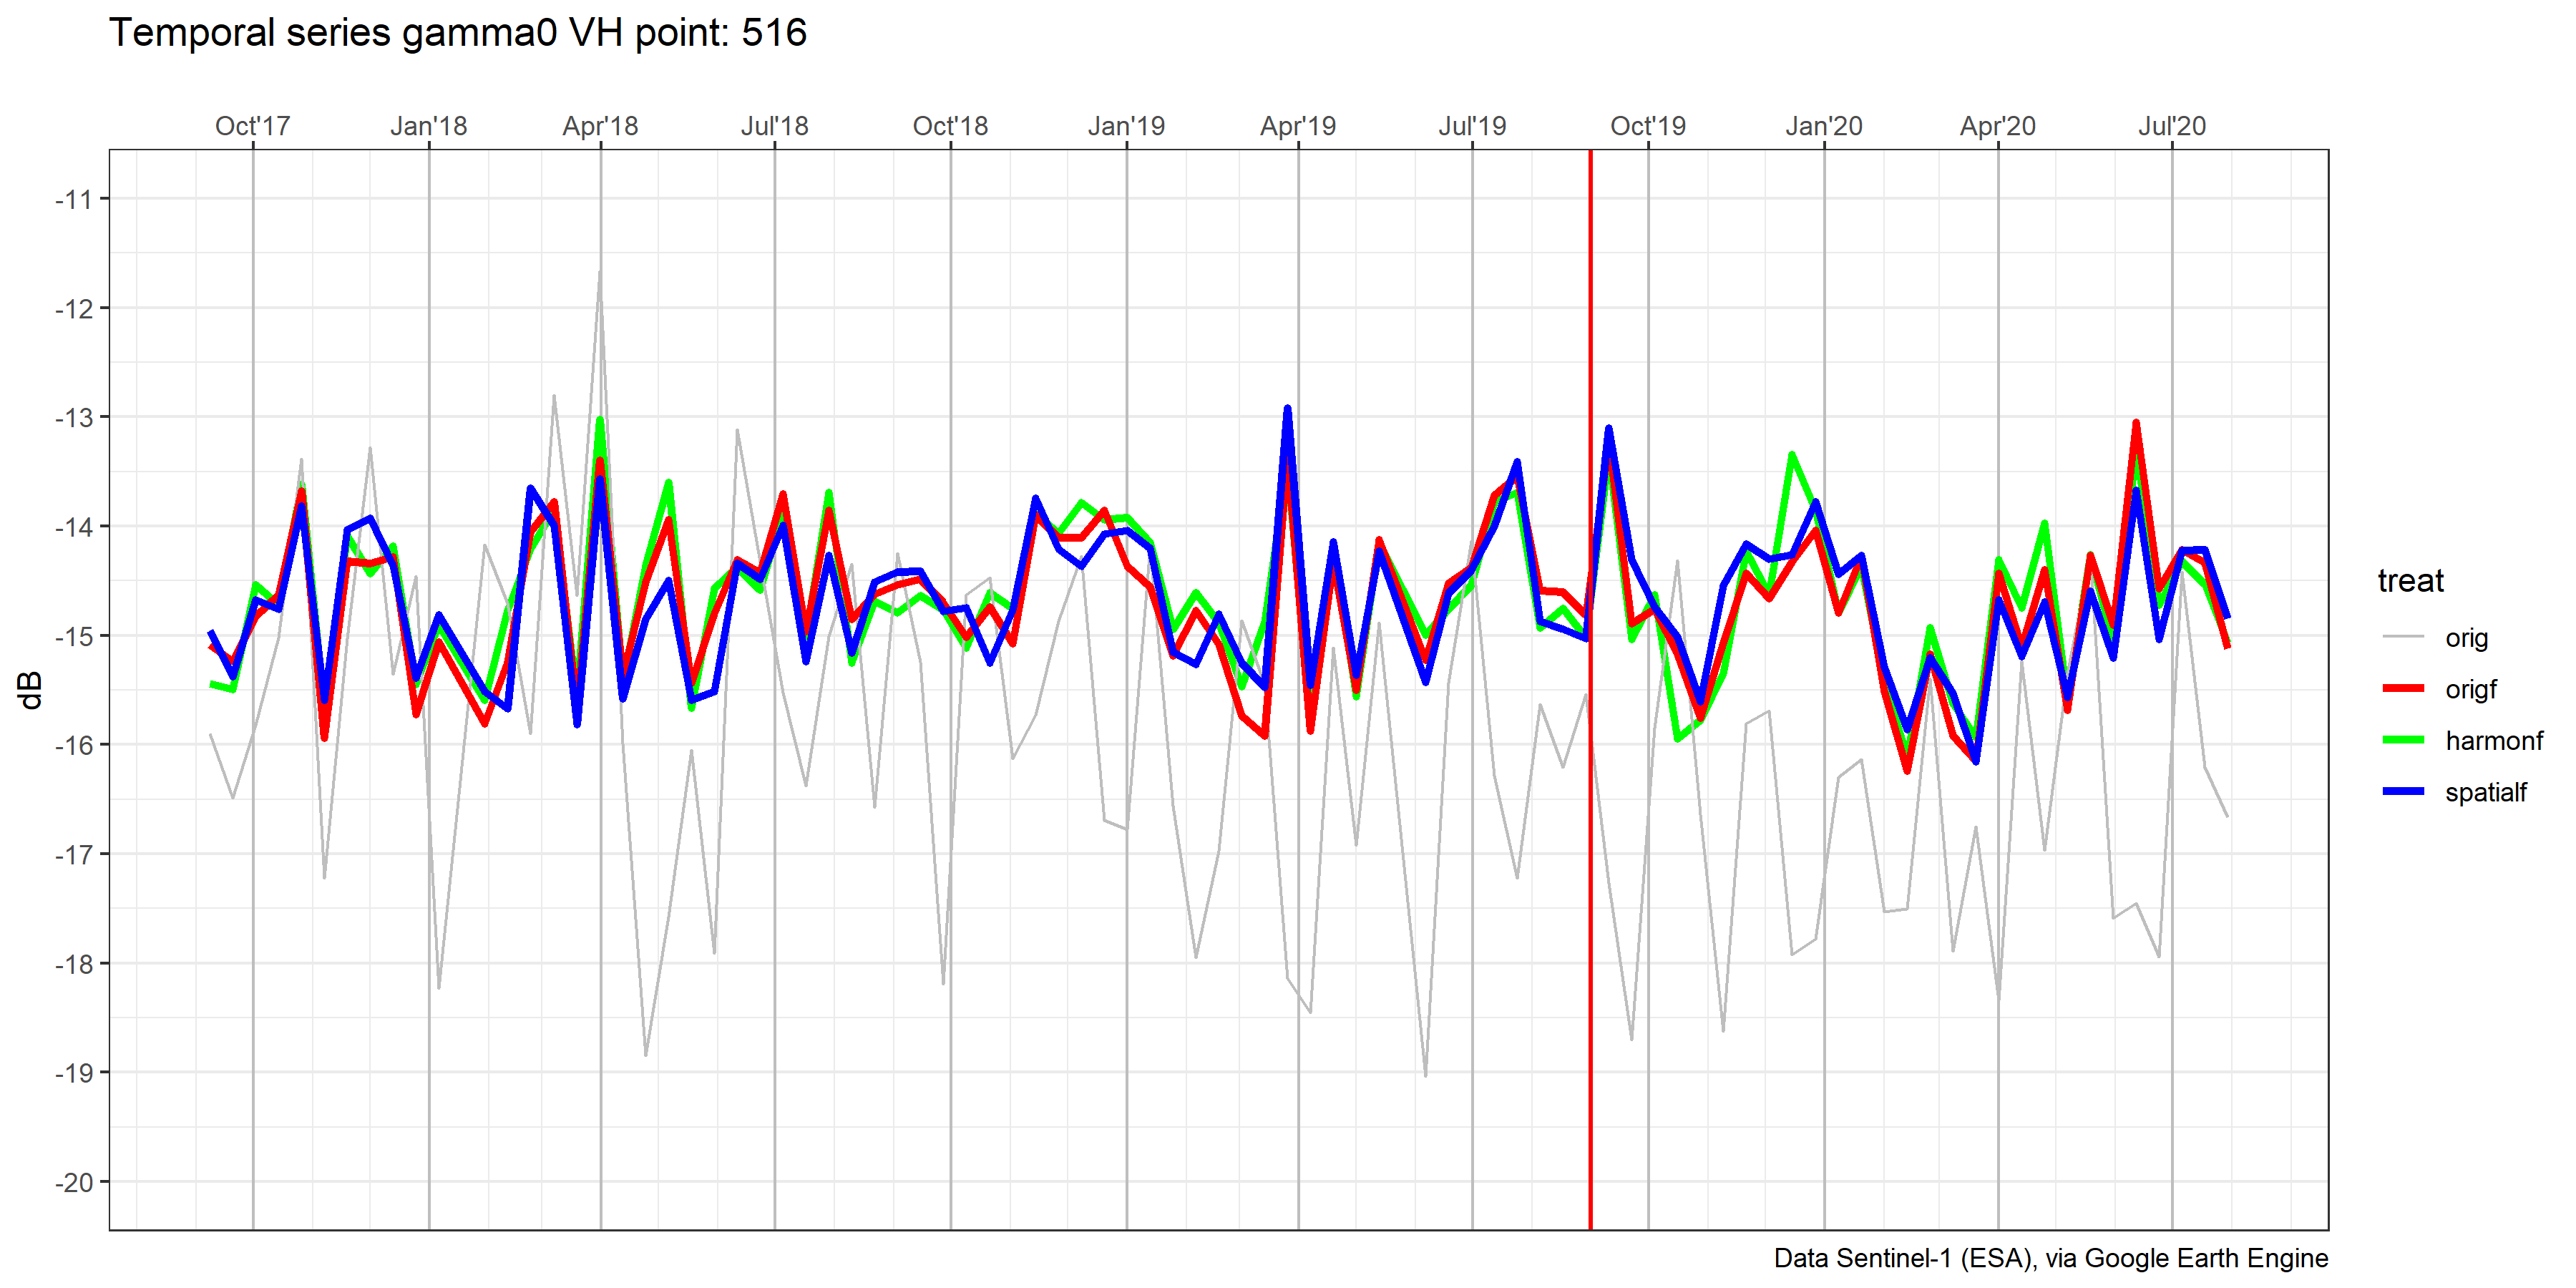 Temporal series gamma0 VH point: 516
Oct'17 Jan'18 Apr'18 Jul'18 Oct'18 Jan'19 Apr'19 Jul'19 Oct'19 Jan'20 Apr'20 Jul'20
-11
-12
-13
-14
-15
-16
-17
-18
-19
-20
dB
treat
orig
origf
harmonf
spatialf
Data Sentinel-1 (ESA), via Google Earth Engine